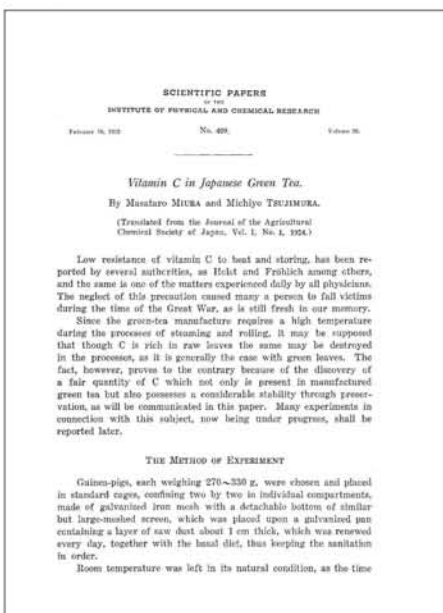 SCIENTIFIC PAPERS
OF THE
INSTITUTE OF PHYSICAL AND CHEMICAL RESEARCH
February 10, 1933 No. 409. Volume 20.
Vitamin C in Japanese Green Tea.
By Masataro MIURA and Michiyo TSUJIMURA.
(Translated from the Journal of the Agricultural
Chemical Society of Japan, Vol. 1, No. 1, 1924.)
Low resistance of vitamin C to heat and storing, has been re-
ported by several authorities, as Holst and Fröhlich among others,
and the same is one of the matters experienced daily by all physicians.
The neglect of this precaution caused many a person to fall victims
during the time of the Great War, as is still fresh in our memory.
Since the green-tea manufacture requires a high temperature
during the processes of steaming and rolling, it may be supposed
that though C is rich in raw leaves the same may be destroyed
in the processes, as it is generally the case with green leaves. The
fact, however, proves to the contrary because of the discovery of
a fair quantity of C which not only is present in manufactured
green tea but also possesses a considerable stability through preser-
vation, as will be communicated in this paper. Many experiments in
connection with this subject, now being under progress, shall be
reported later.
THE METHOD OF EXPERIMENT
Guinea-pigs, each weighing 270~330 g, were chosen and placed
in standard cages, confining two by two in individual compartments,
made of galvanized iron mesh with a detachable bottom of similar
but large-meshed screen, which was placed upon a galvanized pan
containing a layer of saw dust about 1 cm thick, which was renewed
every day, together with the basal diet, thus keeping the sanitation
in order.
Room temperature was left in its natural condition, as the time